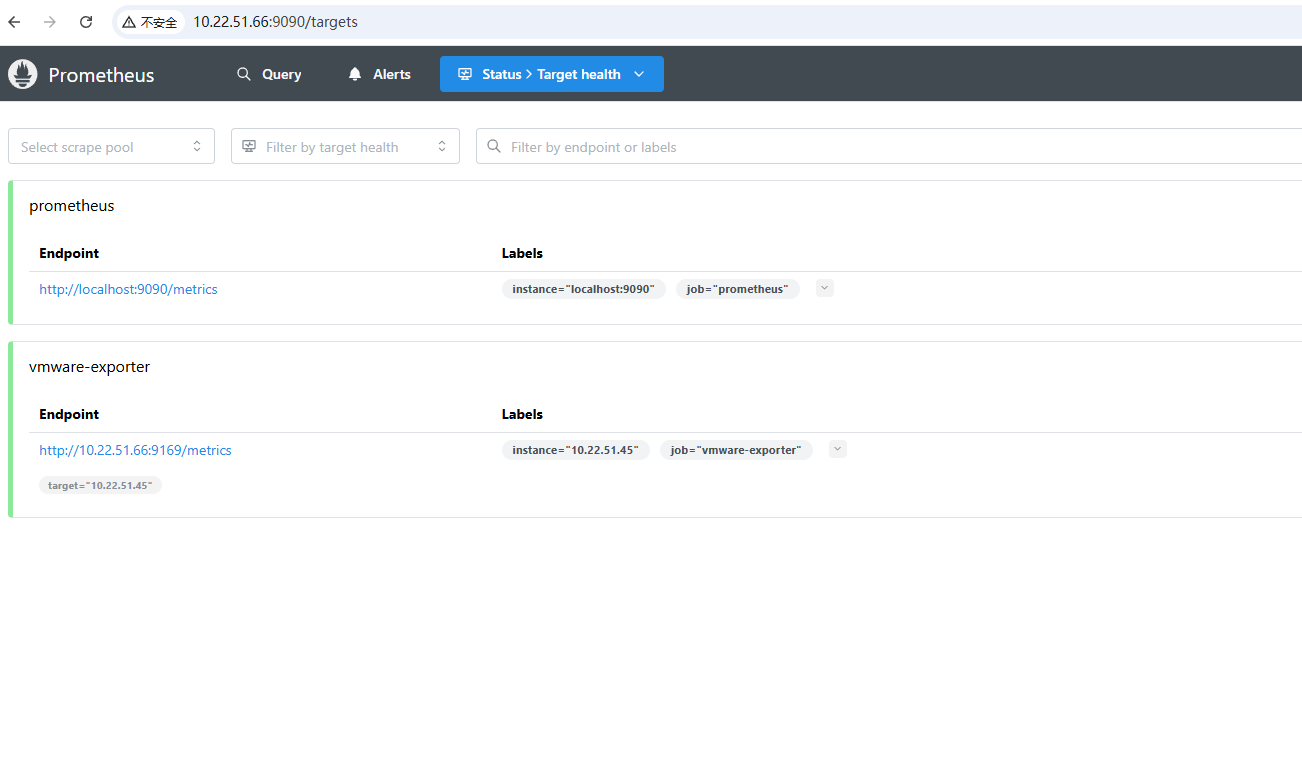 不安全 10.22.51.66:9090/targets
Prometheus Query Alerts Status > Target health
Select scrape pool Filter by target health Filter by endpoint or labels
prometheus
Endpoint Labels
http://localhost:9090/metrics instance="localhost:9090" job="prometheus"
vmware-exporter
Endpoint Labels
http://10.22.51.66:9169/metrics instance="10.22.51.45" job="vmware-exporter"
target="10.22.51.45"